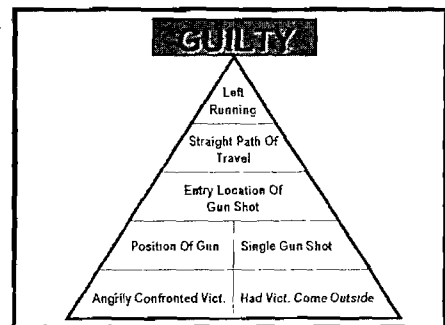 GUILTY
Left
Running
Straight Path Of
Travel
Entry Location Of
Gun Shot
Position Of Gun
Single Gun Shot
Angrily Confronted Vict.
Had Vict. Come Outside